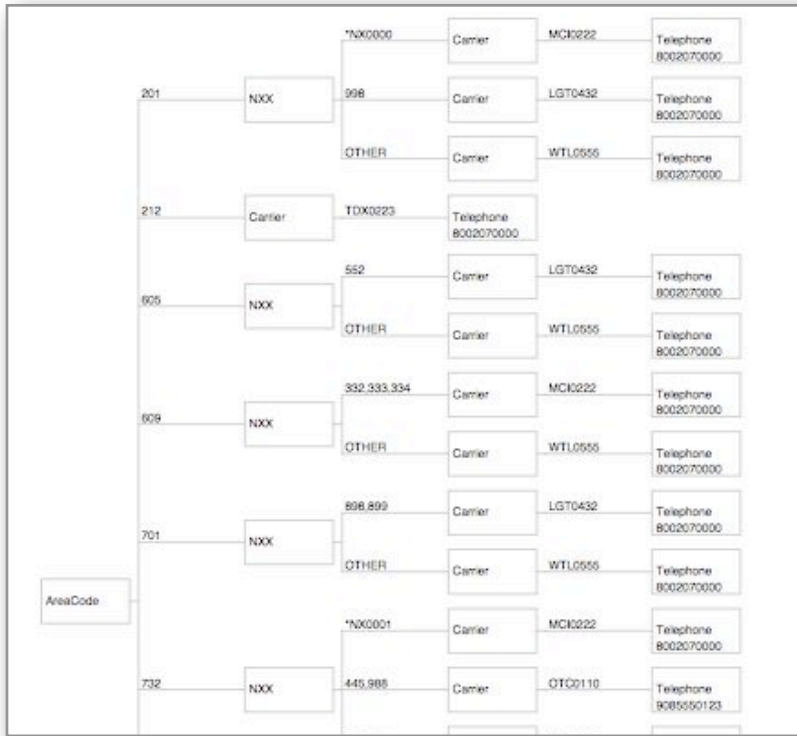 *NX0000
Carrier
MCI0222
Telephone
8002070000
201
NXX
998
Carrier
LGT0432
Telephone
8002070000
OTHER
Carrier
WTL0555
Telephone
8002070000
212
Carrier
TDX0223
Telephone
8002070000
605
NXX
552
Carrier
LGT0432
Telephone
8002070000
OTHER
Carrier
WTL0555
Telephone
8002070000
609
NXX
332,333,334
Carrier
MCI0222
Telephone
8002070000
OTHER
Carrier
WTL0555
Telephone
8002070000
701
NXX
898,899
Carrier
LGT0432
Telephone
8002070000
OTHER
Carrier
WTL0555
Telephone
8002070000
AreaCode
*NX0001
Carrier
MCI0222
Telephone
8002070000
732
NXX
445,988
Carrier
OTC0110
Telephone
9085550123